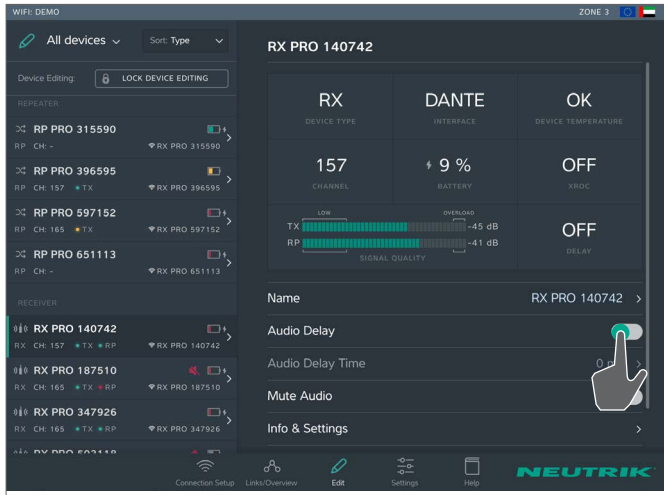 WIFI: DEMO
ZONE 3
All devices
Sort: Type
Device Editing:
LOCK DEVICE EDITING
REPEATER
RP PRO 315590
RP CH: -
RX PRO 315590
RP PRO 396595
RP CH: 157 TX
RX PRO 396595
RP PRO 597152
RP CH: 165 TX
RX PRO 597152
RP PRO 651113
RP CH: -
RX PRO 651113
RECEIVER
RX PRO 140742
RX CH: 157 TX RP
RX PRO 140742
RX PRO 187510
RX CH: 165 TX RP
RX PRO 187510
RX PRO 347926
RX CH: 165 TX RP
RX PRO 347926
RX PRO 140742
RX
DEVICE TYPE
DANTE
INTERFACE
OK
DEVICE TEMPERATURE
157
CHANNEL
9 %
BATTERY
OFF
XROC
LOW
OVERLOAD
TX
-45 dB
RP
-41 dB
SIGNAL QUALITY
OFF
DELAY
Name
RX PRO 140742
Audio Delay
Audio Delay Time
0
Mute Audio
Info & Settings
Connection Setup
Links/Overview
Edit
Settings
Help
NEUTRIK